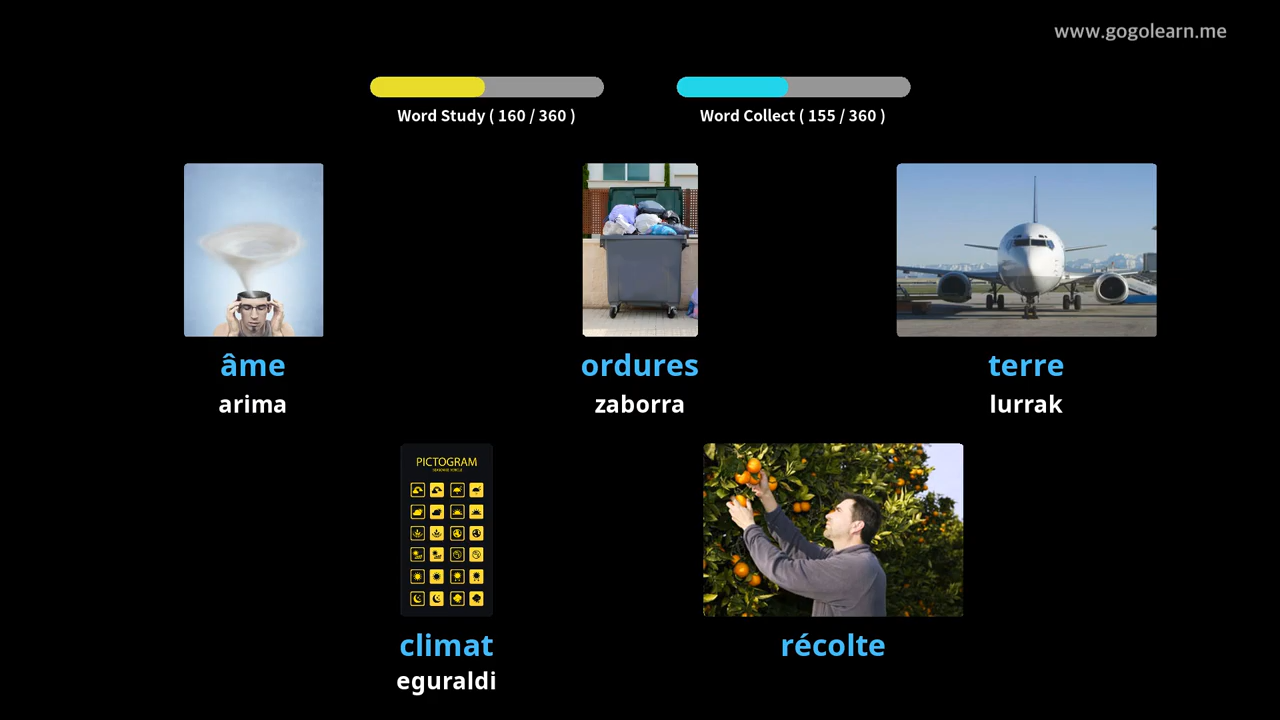 www.gogolearn.me
Word Study ( 160 / 360 )
Word Collect ( 155 / 360 )
âme
arima
ordures
zaborra
terre
lurrak
PICTOGRAM
climat
eguraldi
récolte